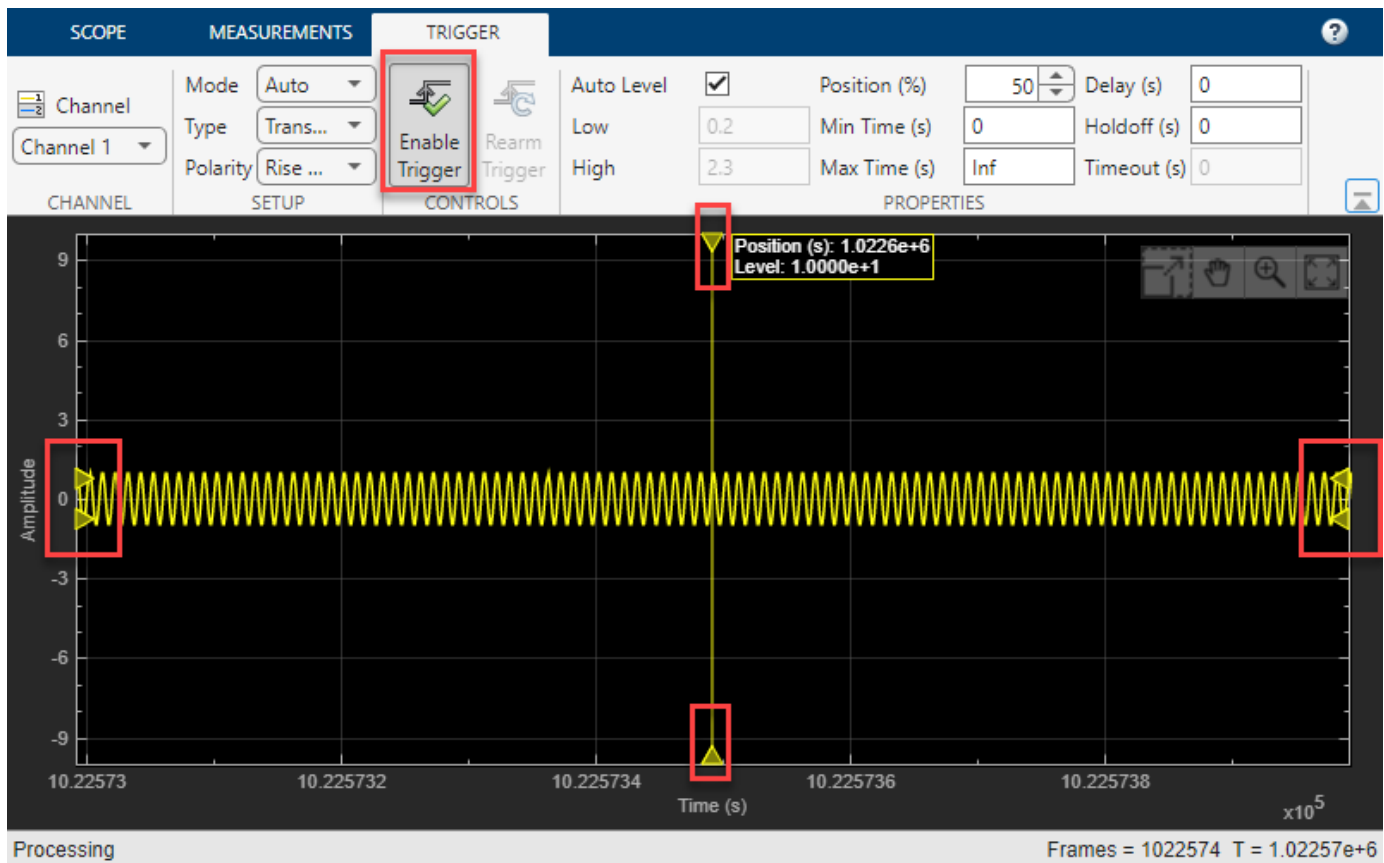 SCOPE MEASUREMENTS TRIGGER ?
Channel
Channel 1
CHANNEL
Mode Auto
Type Trans...
Polarity Rise ...
SETUP
Enable Trigger
Rearm Trigger
CONTROLS
Auto Level
Low 0.2
High 2.3
Position (%) 50
Min Time (s) 0
Max Time (s) Inf
Delay (s) 0
Holdoff (s) 0
Timeout (s) 0
PROPERTIES
Position (s): 1.0226e+6
Level: 1.0000e+1
Amplitude
9
6
3
0
-3
-6
-9
10.22573 10.225732 10.225734 10.225736 10.225738
Time (s)
x10^5
Processing Frames = 1022574 T = 1.02257e+6